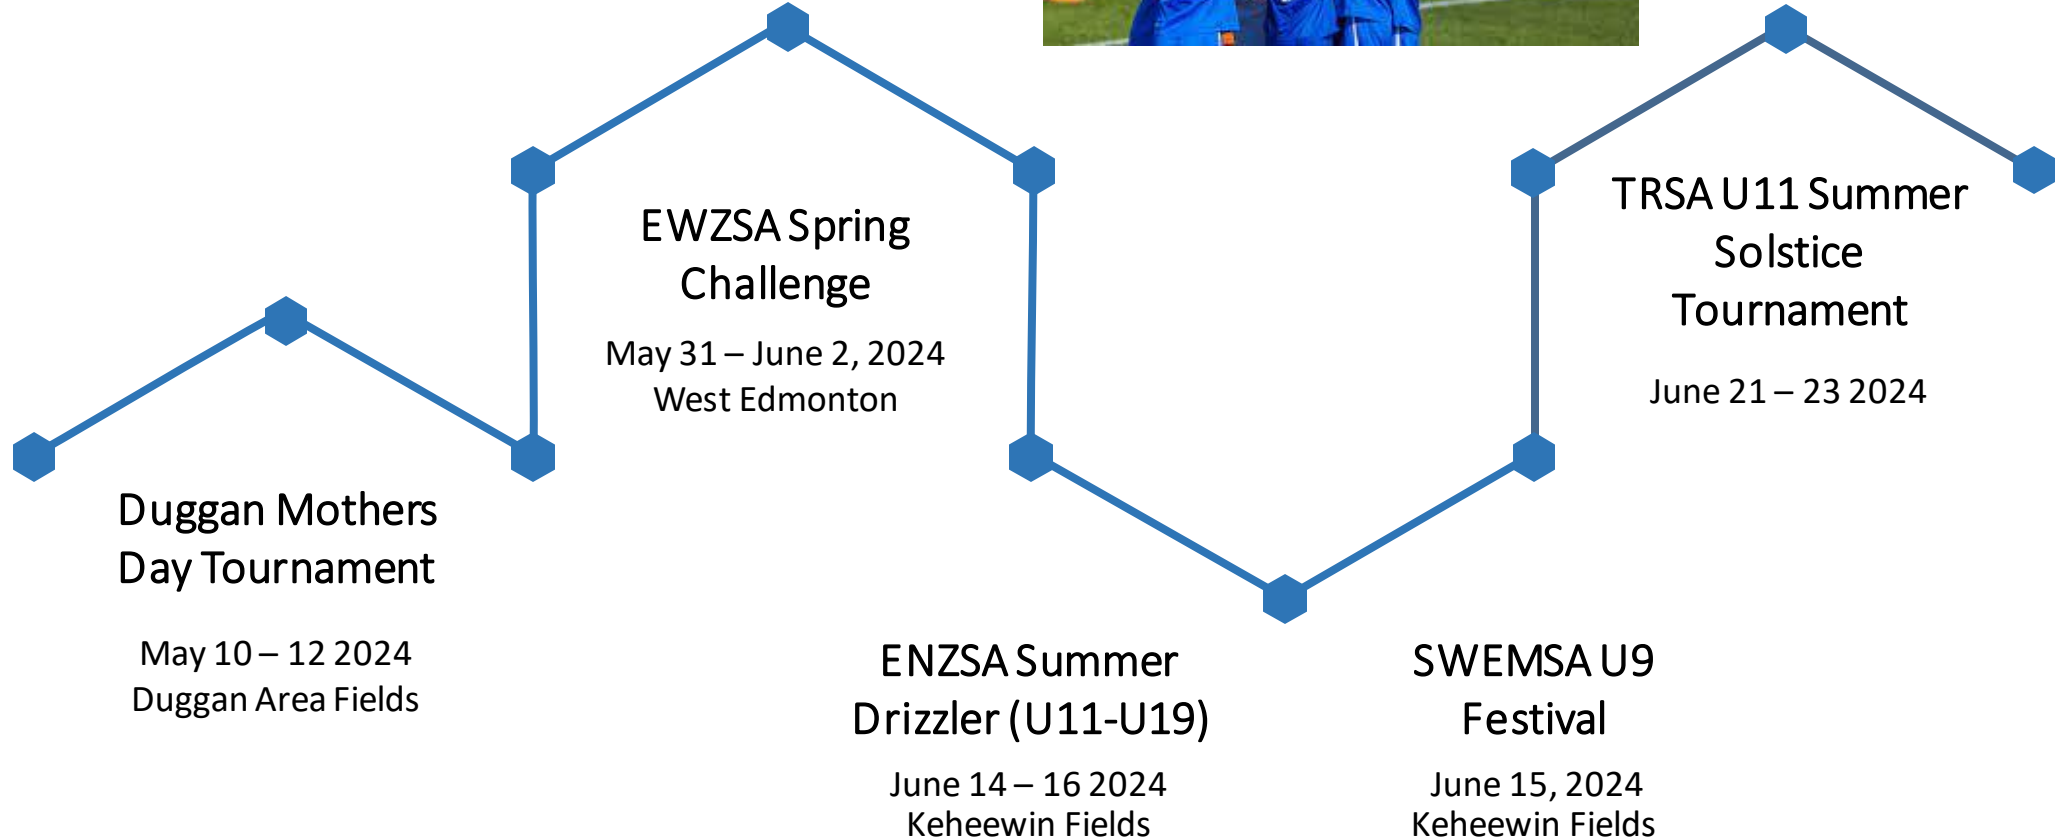 Duggan Mothers
Day Tournament
May 10 – 12 2024
Duggan Area Fields
EWZSA Spring
Challenge
May 31 – June 2, 2024
West Edmonton
ENZSA Summer
Drizzler (U11-U19)
June 14 – 16 2024
Keheewin Fields
SWEMSA U9
Festival
June 15, 2024
Keheewin Fields
TRSA U11 Summer
Solstice
Tournament
June 21 – 23 2024